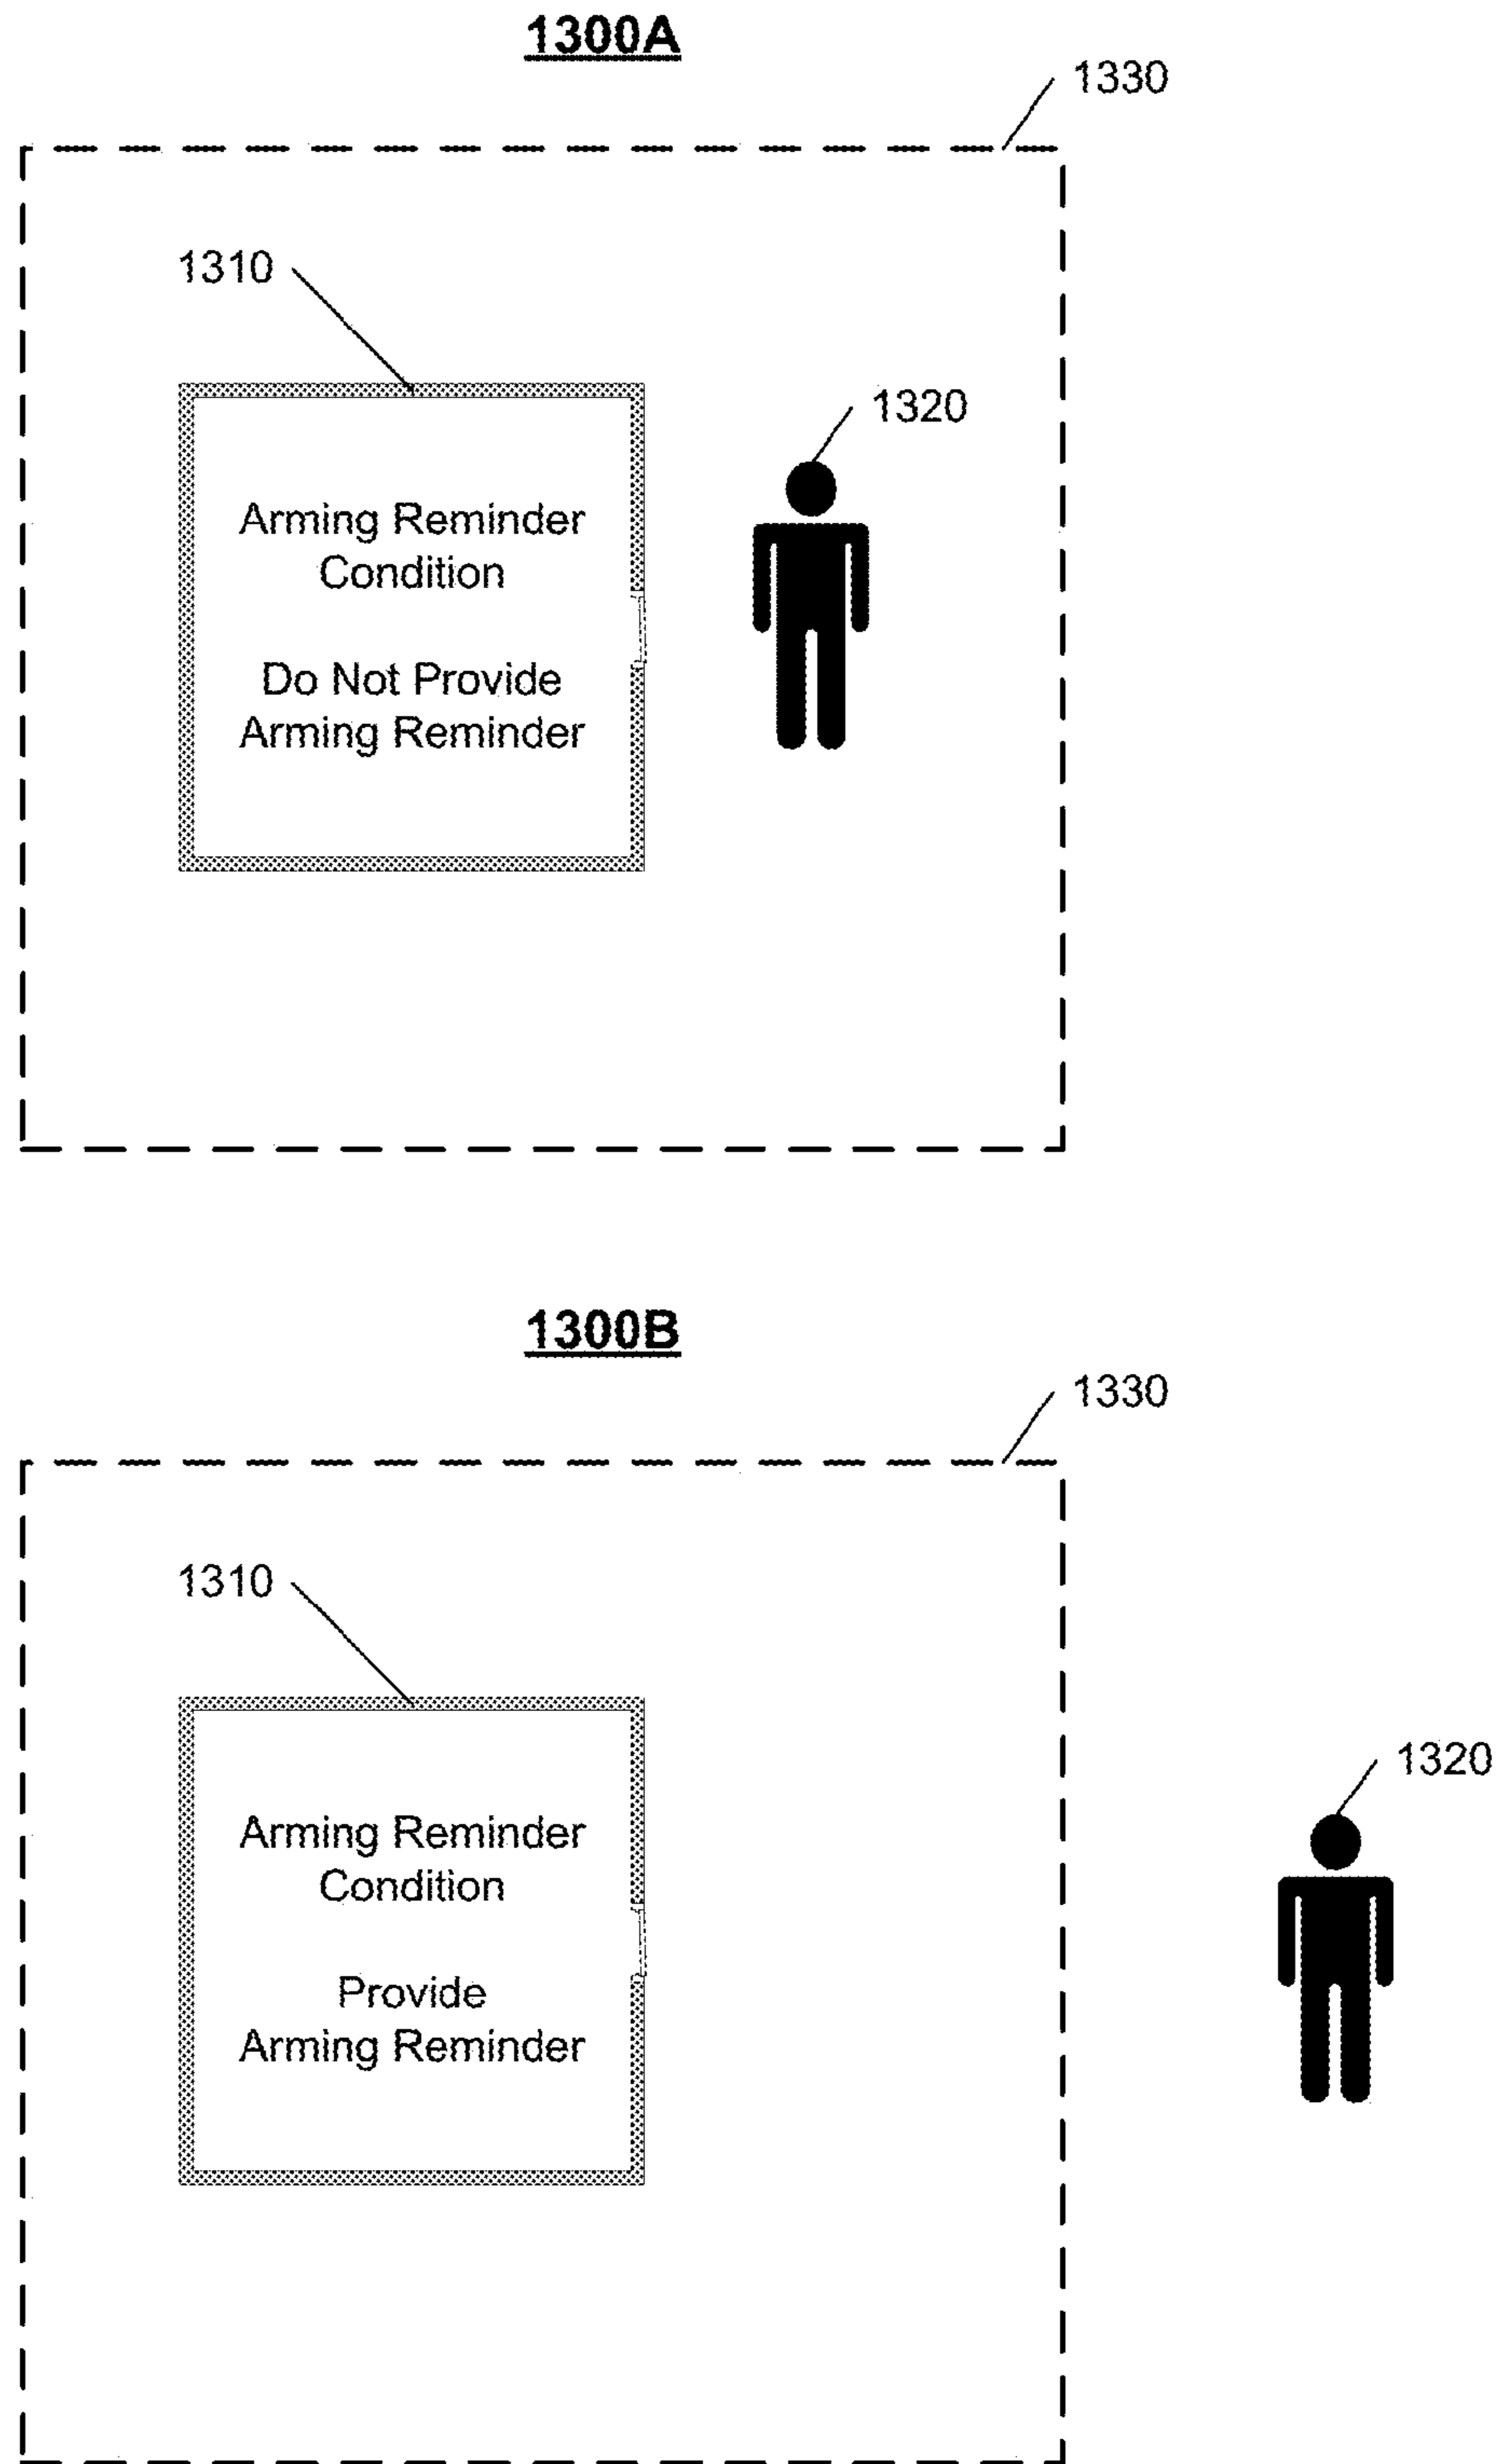 1300A
1330
1310
1320
Arming Reminder
Condition
Do Not Provide
Arming Reminder
1300B
1330
1310
1320
Arming Reminder
Condition
Provide
Arming Reminder